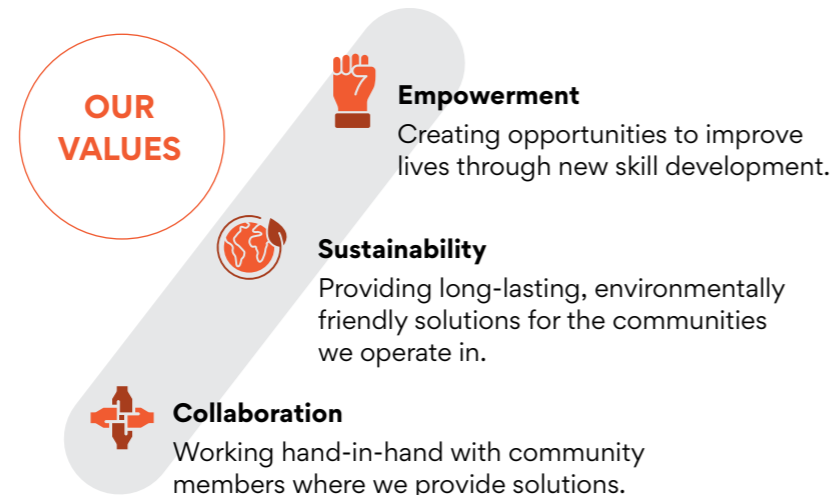 OUR
VALUES
Empowerment
Creating opportunities to improve
lives through new skill development.
Sustainability
Providing long-lasting, environmentally
friendly solutions for the communities
we operate in.
Collaboration
Working hand-in-hand with community
members where we provide solutions.